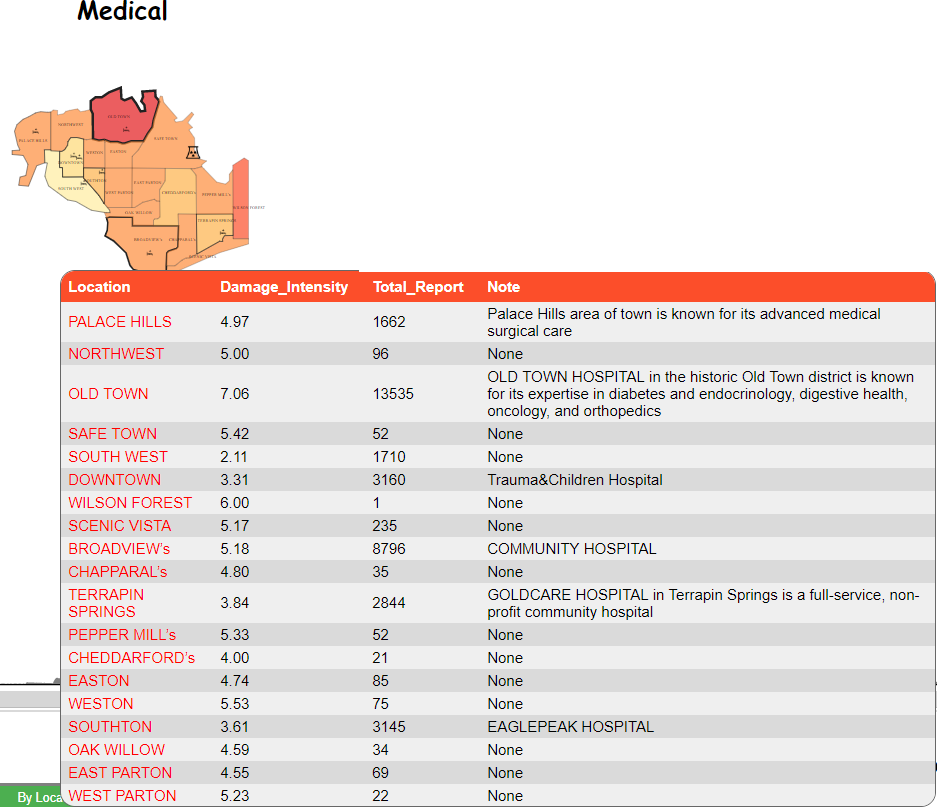 Medical
OLD TOWN
NORTHWEST
PALACE HILLS
SAFE TOWN
WESTON
EASTON
DOWNTOWN
SOUTH WEST
EAST PARTON
WEST PARTON
CHEDDARFORD's
PEPPER MILL's
OAK WILLOW
TERRAPIN SPRINGS
BROADVIEW's
CHAPPARAL's
SCENIC VISTA
Location Damage_Intensity Total_Report Note
PALACE HILLS 4.97 1662 Palace Hills area of town is known for its advanced medical
surgical care
NORTHWEST 5.00 96 None
OLD TOWN 7.06 13535 OLD TOWN HOSPITAL in the historic Old Town district is known
for its expertise in diabetes and endocrinology, digestive health,
oncology, and orthopedics
SAFE TOWN 5.42 52 None
SOUTH WEST 2.11 1710 None
DOWNTOWN 3.31 3160 Trauma&Children Hospital
WILSON FOREST 6.00 1 None
SCENIC VISTA 5.17 235 None
BROADVIEW's 5.18 8796 COMMUNITY HOSPITAL
CHAPPARAL's 4.80 35 None
TERRAPIN
SPRINGS 3.84 2844 GOLDCARE HOSPITAL in Terrapin Springs is a full-service, non-
profit community hospital
PEPPER MILL's 5.33 52 None
CHEDDARFORD's 4.00 21 None
EASTON 4.74 85 None
WESTON 5.53 75 None
SOUTHTON 3.61 3145 EAGLEPEAK HOSPITAL
OAK WILLOW 4.59 34 None
EAST PARTON 4.55 69 None
WEST PARTON 5.23 22 None
By Loca